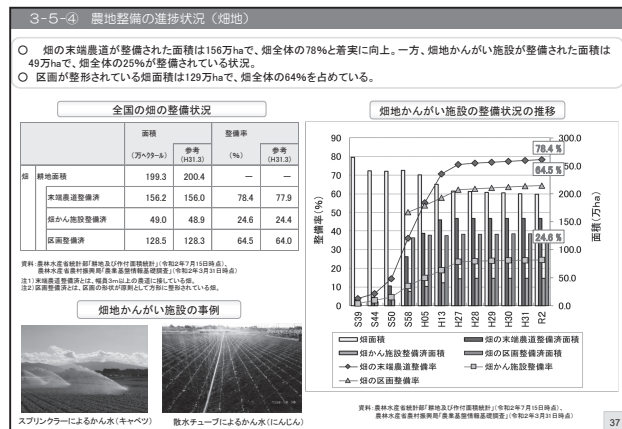 3-5-④ 農地整備の進捗状況（畑地）
○ 畑の末端農道が整備された面積は156万haで、畑全体の78%と着実に向上。一方、畑地かんがい施設が整備された面積は
49万haで、畑全体の25%が整備されている状況。
○ 区画が整形されている畑面積は129万haで、畑全体の64%を占めている。
全国の畑の整備状況
面積 整備率
(万ヘクタール) 参考(H31.3) (%) 参考(H31.3)
畑 耕地面積 199.3 200.4 － －
末端農道整備済 156.2 156.0 78.4 77.9
畑かん施設整備済 49.0 48.9 24.6 24.4
区画整備済 128.5 128.3 64.5 64.0
資料：農林水産省統計部「耕地及び作付面積統計」（令和2年7月15日時点）、
農林水産省農村振興局「農業基盤情報基礎調査」（令和2年3月31日時点）
注1）末端農道整備済とは、幅員3m以上の農道に接している畑。
注2）区画整備済とは、区画の形状が原則として方形に整形されている畑。
畑地かんがい施設の事例
スプリンクラーによるかん水（キャベツ）
散水チューブによるかん水（にんじん）
畑地かんがい施設の整備状況の推移
整備率(%)
90
80
70
60
50
40
30
20
10
0
78.4 %
64.5 %
24.6 %
300.0
250.0
200.0
150.0
100.0
50.0
0.0
面積(万ha)
S39 S44 S50 S58 H05 H13 H27 H28 H29 H30 H31 R2
畑面積 畑の末端農道整備済面積
畑かん施設整備済面積 畑の区画整備済面積
畑の末端農道整備率 畑かん施設整備率
畑の区画整備率
資料：農林水産省統計部「耕地及び作付面積統計」（令和2年7月15日時点）、
農林水産省農村振興局「農業基盤情報基礎調査」（令和2年3月31日時点）
37